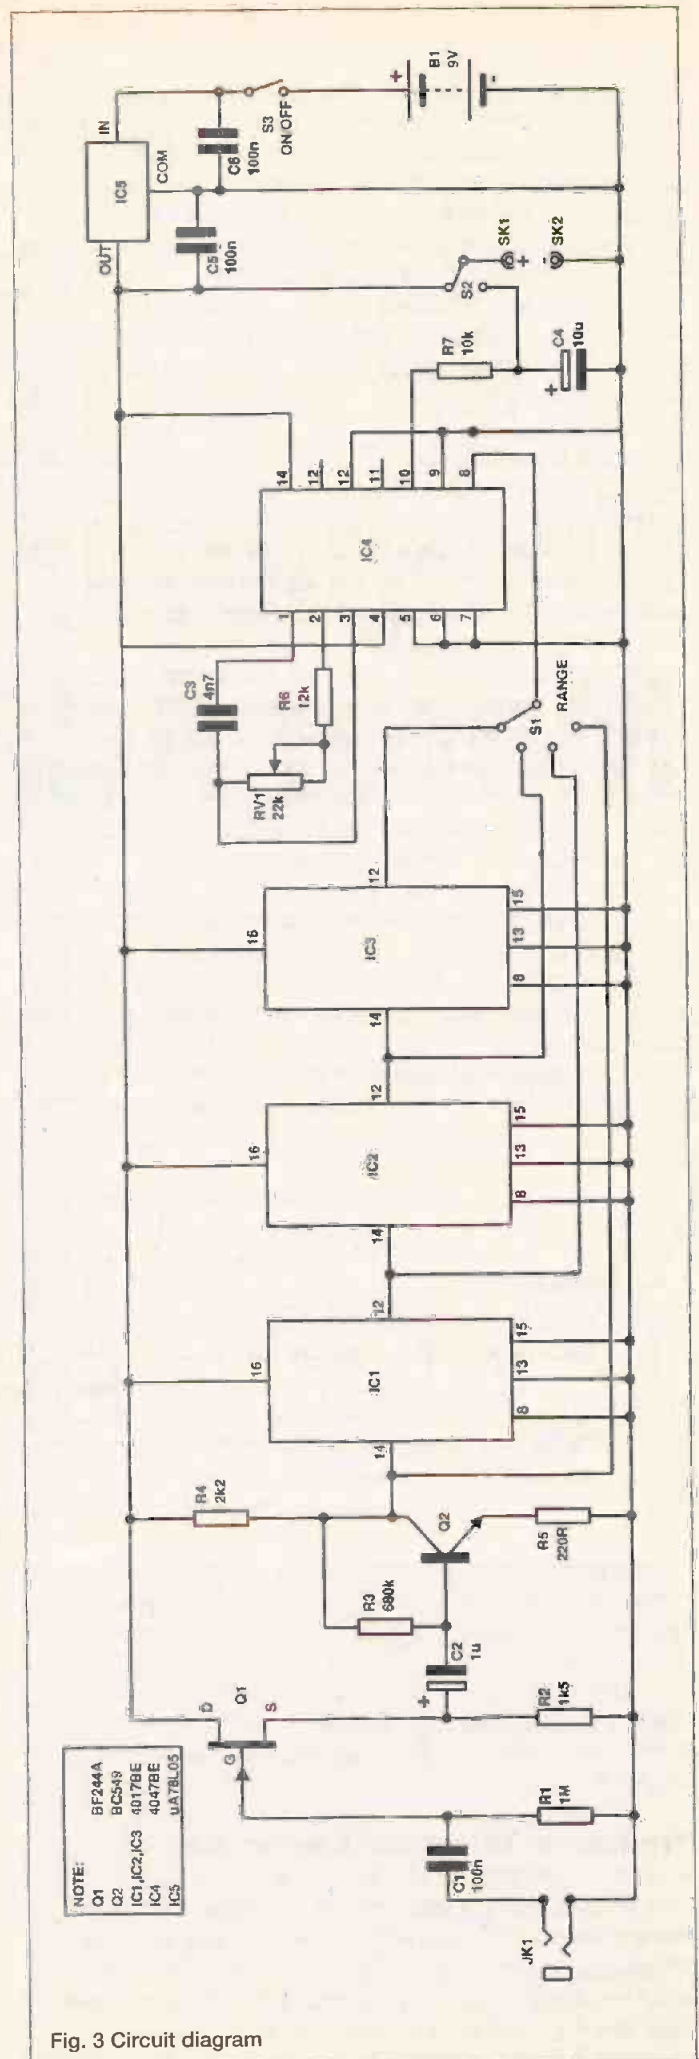 NOTE:
Q1 BF244A
Q2 BC549
IC1,IC2,IC3 4017BE
IC4 4047BE
IC5 uA78L05
JK1
C1
100n
R1
1M
G
D
S
Q1
R2
1k5
+
C2
1u
R3
680k
R4
2k2
Q2
R5
220R
14
16
IC1
12
8
13
15
14
16
IC2
12
8
13
15
14
16
IC3
12
8
13
15
S1
RANGE
RV1
22k
C3
4n7
R6
12k
1
2
3
4
5
6
7
IC4
14
12
12
11
10
9
8
R7
10k
+
C4
10u
S2
SK1
+
-
SK2
OUT
IC5
IN
COM
C5
100n
C6
100n
S3
ON/OFF
+
B1
9V
-
Fig. 3 Circuit diagram